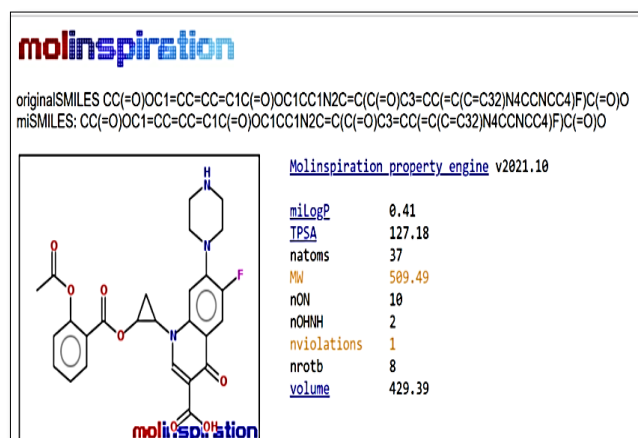 molinspiration
originalSMILES CC(=O)OC1=CC=CC=C1C(=O)OC1CC1N2C=C(C(=O)C3=CC(=C(C=C32)N4CCNCC4)F)C(=O)O
miSMILES: CC(=O)OC1=CC=CC=C1C(=O)OC1CC1N2C=C(C(=O)C3=CC(=C(C=C32)N4CCNCC4)F)C(=O)O
Molinspiration property engine v2021.10
miLogP 0.41
TPSA 127.18
natoms 37
MW 509.49
nON 10
nOHNH 2
nviolations 1
nrotb 8
volume 429.39
H
N
N
F
O
O
O
O
N
O
O
OH
molinspiration